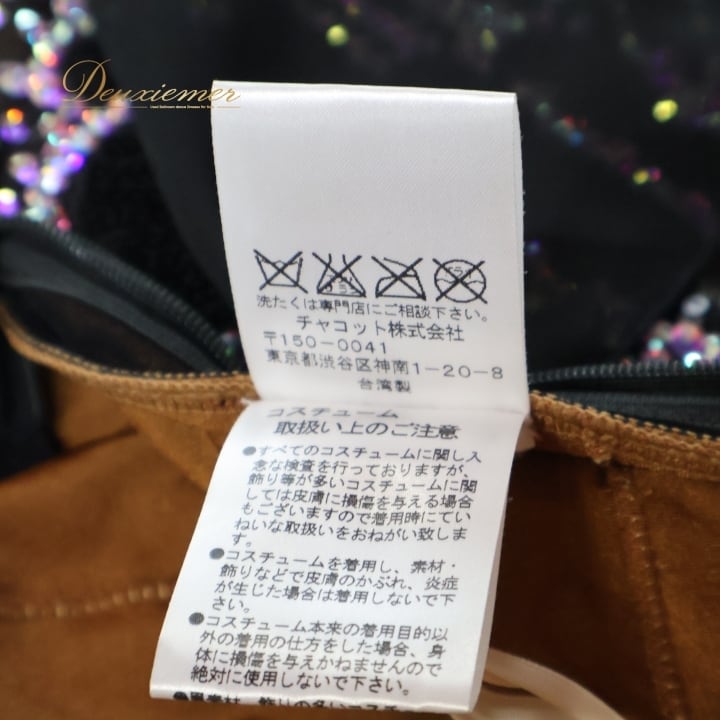 Deuxiemer
洗たくは専門店にご相談下さい。
チャコット株式会社
〒150-0041
東京都渋谷区神南1-20-8
台湾製
コスチューム
取扱い上のご注意
●すべてのコスチュームに関し入
念な検査を行っておりますが、
飾り等が多いコスチュームに関
しては皮膚に損傷を与える場合
もございますので着用時にてい
ねいな取扱いをおねがい致しま
す。
●コスチュームを着用し、素材・
飾りなどで皮膚のかぶれ、炎症
が生じた場合は着用しないで下
さい。
●コスチューム本来の着用目的以
外の着用の仕方をした場合、身
体に損傷を与えかねませんので
絶対に使用しないで下さい。